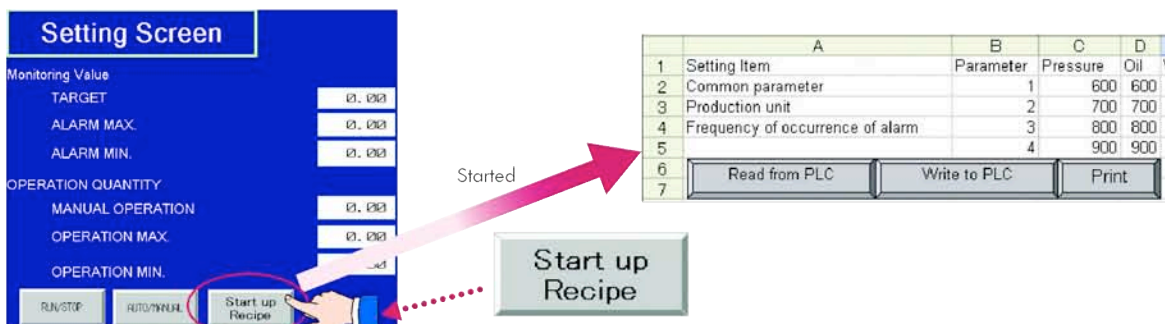 Setting Screen
Monitoring Value
TARGET 0.00
ALARM MAX. 0.00
ALARM MIN. 0.00
OPERATION QUANTITY
MANUAL OPERATION 0.00
OPERATION MAX. 0.00
OPERATION MIN.
RUN/STOP AUTO/MANUAL Start up
Recipe
Started
Start up
Recipe
A B C D
1 Setting Item Parameter Pressure Oil
2 Common parameter 1 600 600
3 Production unit 2 700 700
4 Frequency of occurrence of alarm 3 800 800
5 4 900 900
6 Read from PLC Write to PLC Print
7